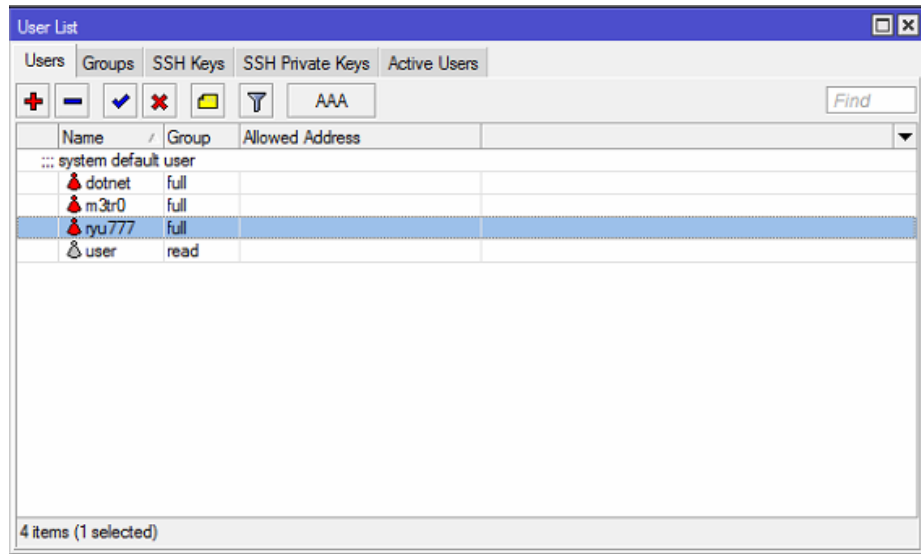 User List
Users Groups SSH Keys SSH Private Keys Active Users
AAA Find
Name Group Allowed Address
;;; system default user
dotnet full
m3tr0 full
ryu777 full
user read
4 items (1 selected)